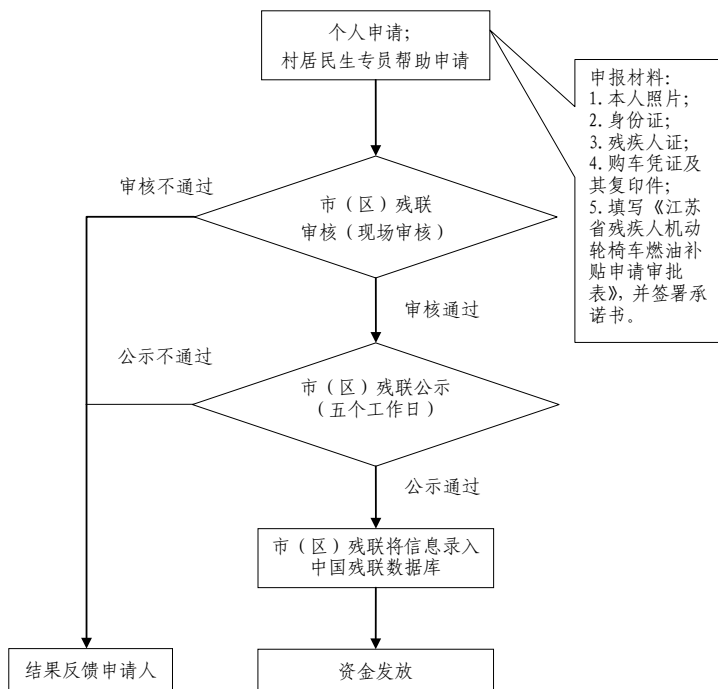 个人申请；
村居民生专员帮助申请
申报材料：
1. 本人照片；
2. 身份证；
3. 残疾人证；
4. 购车凭证及
其复印件；
5. 填写《江苏
省残疾人机动
轮椅车燃油补
贴申请审批
表》，并签署承
诺书。
审核不通过
市（区）残联
审核（现场审核）
审核通过
公示不通过
市（区）残联公示
（五个工作日）
公示通过
市（区）残联将信息录入
中国残联数据库
结果反馈申请人
资金发放